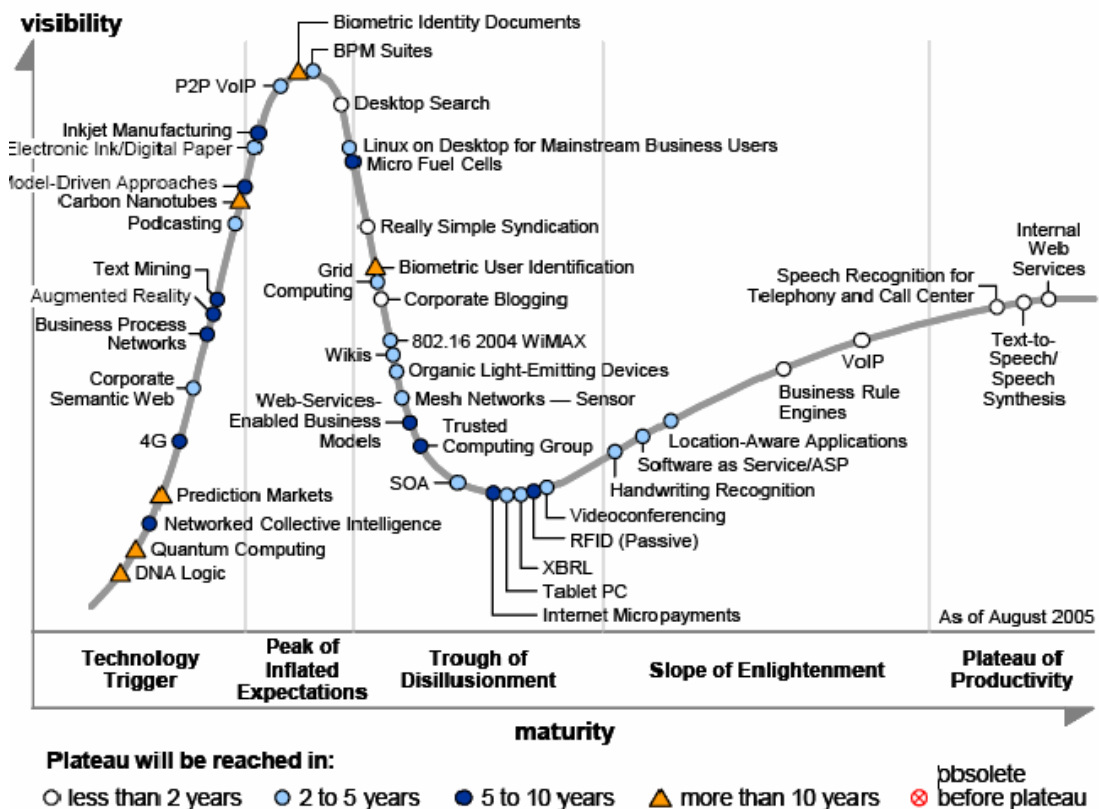 visibility
Biometric Identity Documents
BPM Suites
P2P VoIP
Desktop Search
Inkjet Manufacturing
Electronic Ink/Digital Paper
Linux on Desktop for Mainstream Business Users
Micro Fuel Cells
Model-Driven Approaches
Carbon Nanotubes
Podcasting
Really Simple Syndication
Text Mining
Augmented Reality
Business Process
Networks
Biometric User Identification
Grid
Computing
Corporate Blogging
802.16 2004 WiMAX
Wikis
Organic Light-Emitting Devices
Corporate
Semantic Web
Mesh Networks — Sensor
Web-Services-
Enabled Business
Models
Trusted
Computing Group
4G
SOA
Prediction Markets
Networked Collective Intelligence
Quantum Computing
DNA Logic
Internal
Web
Services
Speech Recognition for
Telephony and Call Center
Text-to-
Speech/
Speech
Synthesis
VoIP
Business Rule
Engines
Location-Aware Applications
Software as Service/ASP
Handwriting Recognition
Videoconferencing
RFID (Passive)
XBRL
Tablet PC
Internet Micropayments
As of August 2005
Technology
Trigger
Peak of
Inflated
Expectations
Trough of
Disillusionment
Slope of Enlightenment
Plateau of
Productivity
maturity
Plateau will be reached in:
less than 2 years
2 to 5 years
5 to 10 years
more than 10 years
obsolete
before plateau